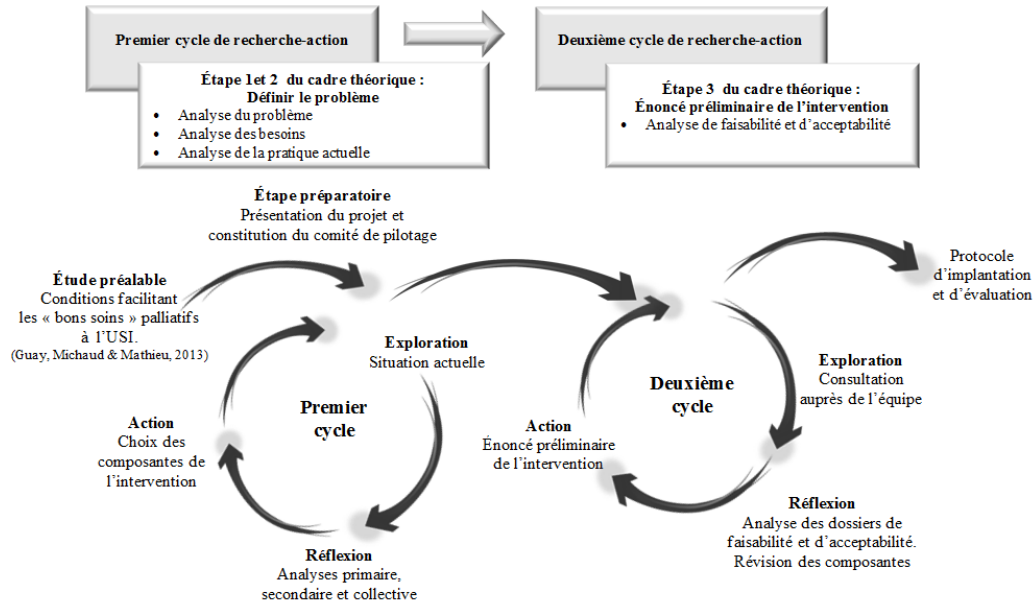 Premier cycle de recherche-action
Deuxième cycle de recherche-action
Étape 1et 2 du cadre théorique :
Définir le problème
• Analyse du problème
• Analyse des besoins
• Analyse de la pratique actuelle
Étape 3 du cadre théorique :
Énoncé préliminaire de l'intervention
• Analyse de faisabilité et d'acceptabilité
Étape préparatoire
Présentation du projet et
constitution du comité de pilotage
Étude préalable
Conditions facilitant
les « bons soins » palliatifs
à l'USI.
(Guay, Michaud & Mathieu, 2013)
Protocole
d'implantation
et d'évaluation
Exploration
Situation actuelle
Premier
cycle
Action
Choix des
composantes de
l'intervention
Réflexion
Analyses primaire,
secondaire et collective
Deuxième
cycle
Exploration
Consultation
auprès de l'équipe
Action
Énoncé préliminaire
de l'intervention
Réflexion
Analyse des dossiers de
faisabilité et d'acceptabilité.
Révision des composantes